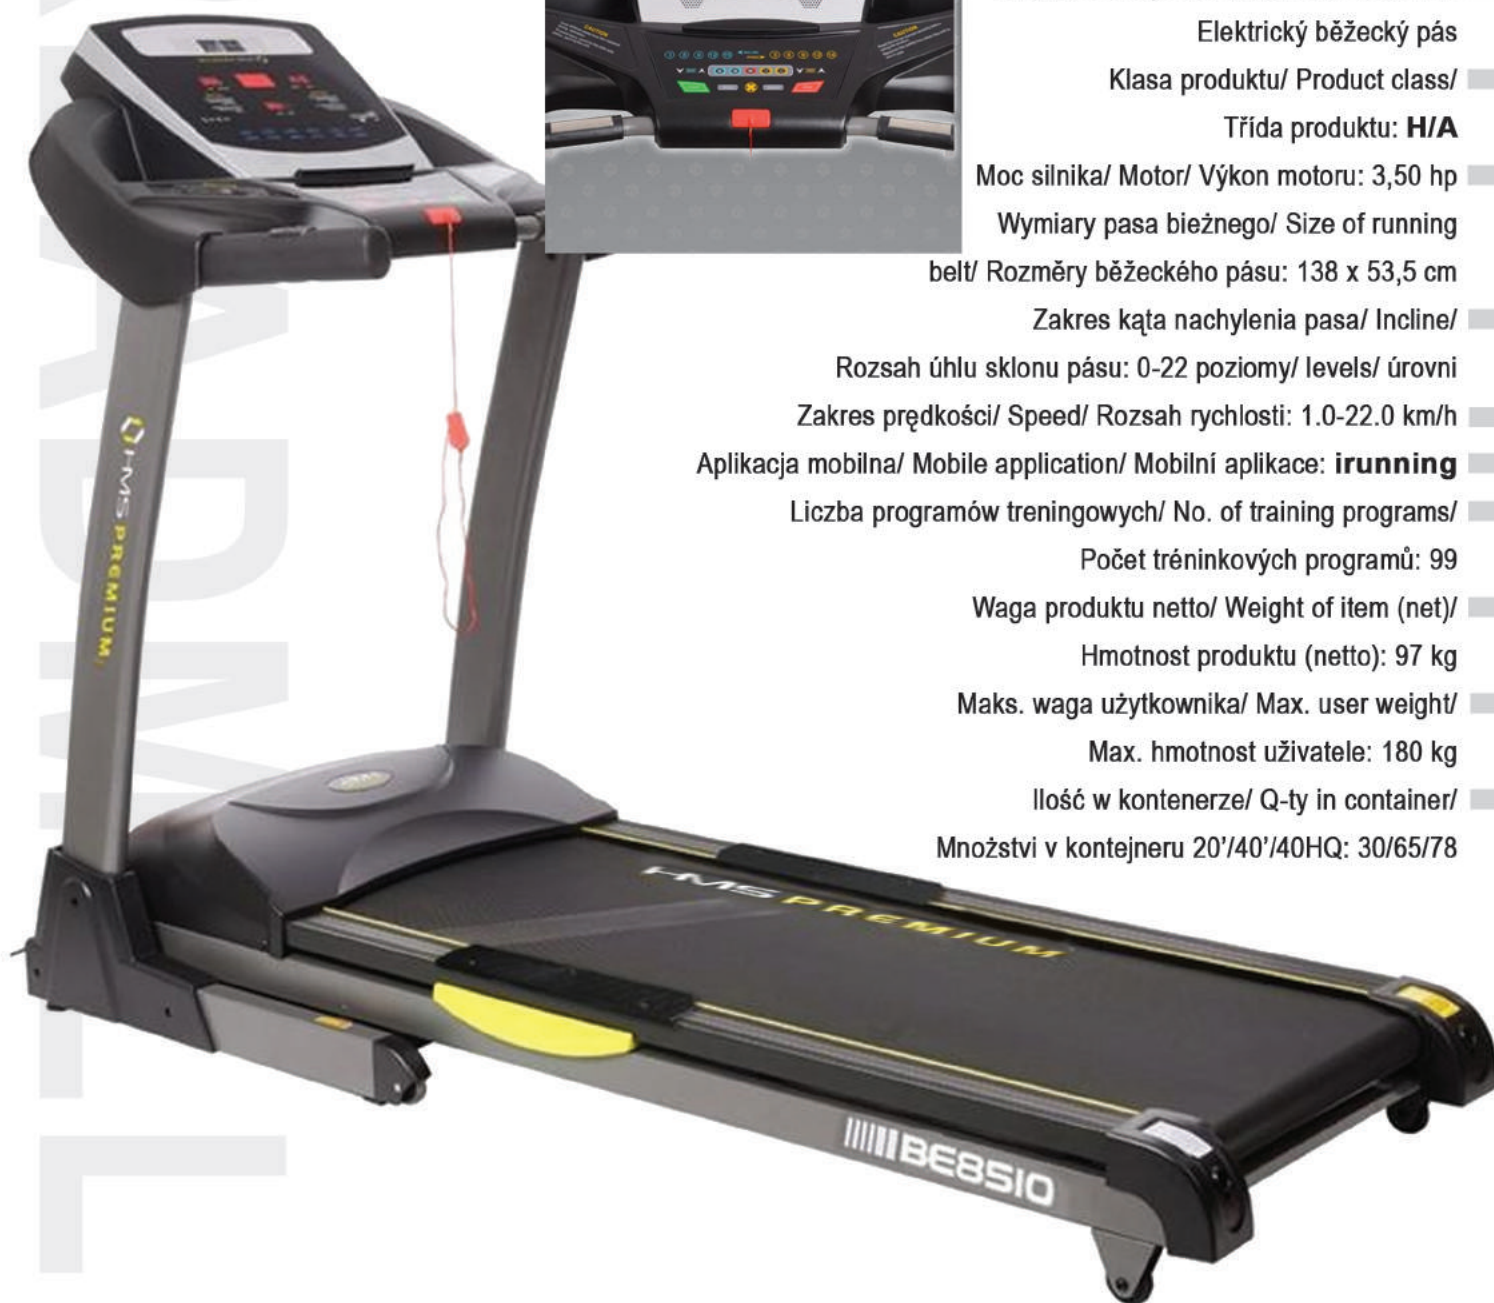 Elektrický běžecký pás
Klasa produktu/ Product class/
Třída produktu: H/A
Moc silnika/ Motor/ Výkon motoru: 3,50 hp
Wymiary pasa bieżnego/ Size of running
belt/ Rozměry běžeckého pásu: 138 x 53,5 cm
Zakres kąta nachylenia pasa/ Incline/
Rozsah úhlu sklonu pásu: 0-22 poziomy/ levels/ úrovni
Zakres prędkości/ Speed/ Rozsah rychlosti: 1.0-22.0 km/h
Aplikacja mobilna/ Mobile application/ Mobilní aplikace: irunning
Liczba programów treningowych/ No. of training programs/
Počet tréninkových programů: 99
Waga produktu netto/ Weight of item (net)/
Hmotnost produktu (netto): 97 kg
Maks. waga użytkownika/ Max. user weight/
Max. hmotnost uživatele: 180 kg
Ilość w kontenerze/ Q-ty in container/
Množstvi v kontejneru 20'/40'/40HQ: 30/65/78
CAUTION
CAUTION
HMS PREMIUM
HMS PREMIUM
BE8510